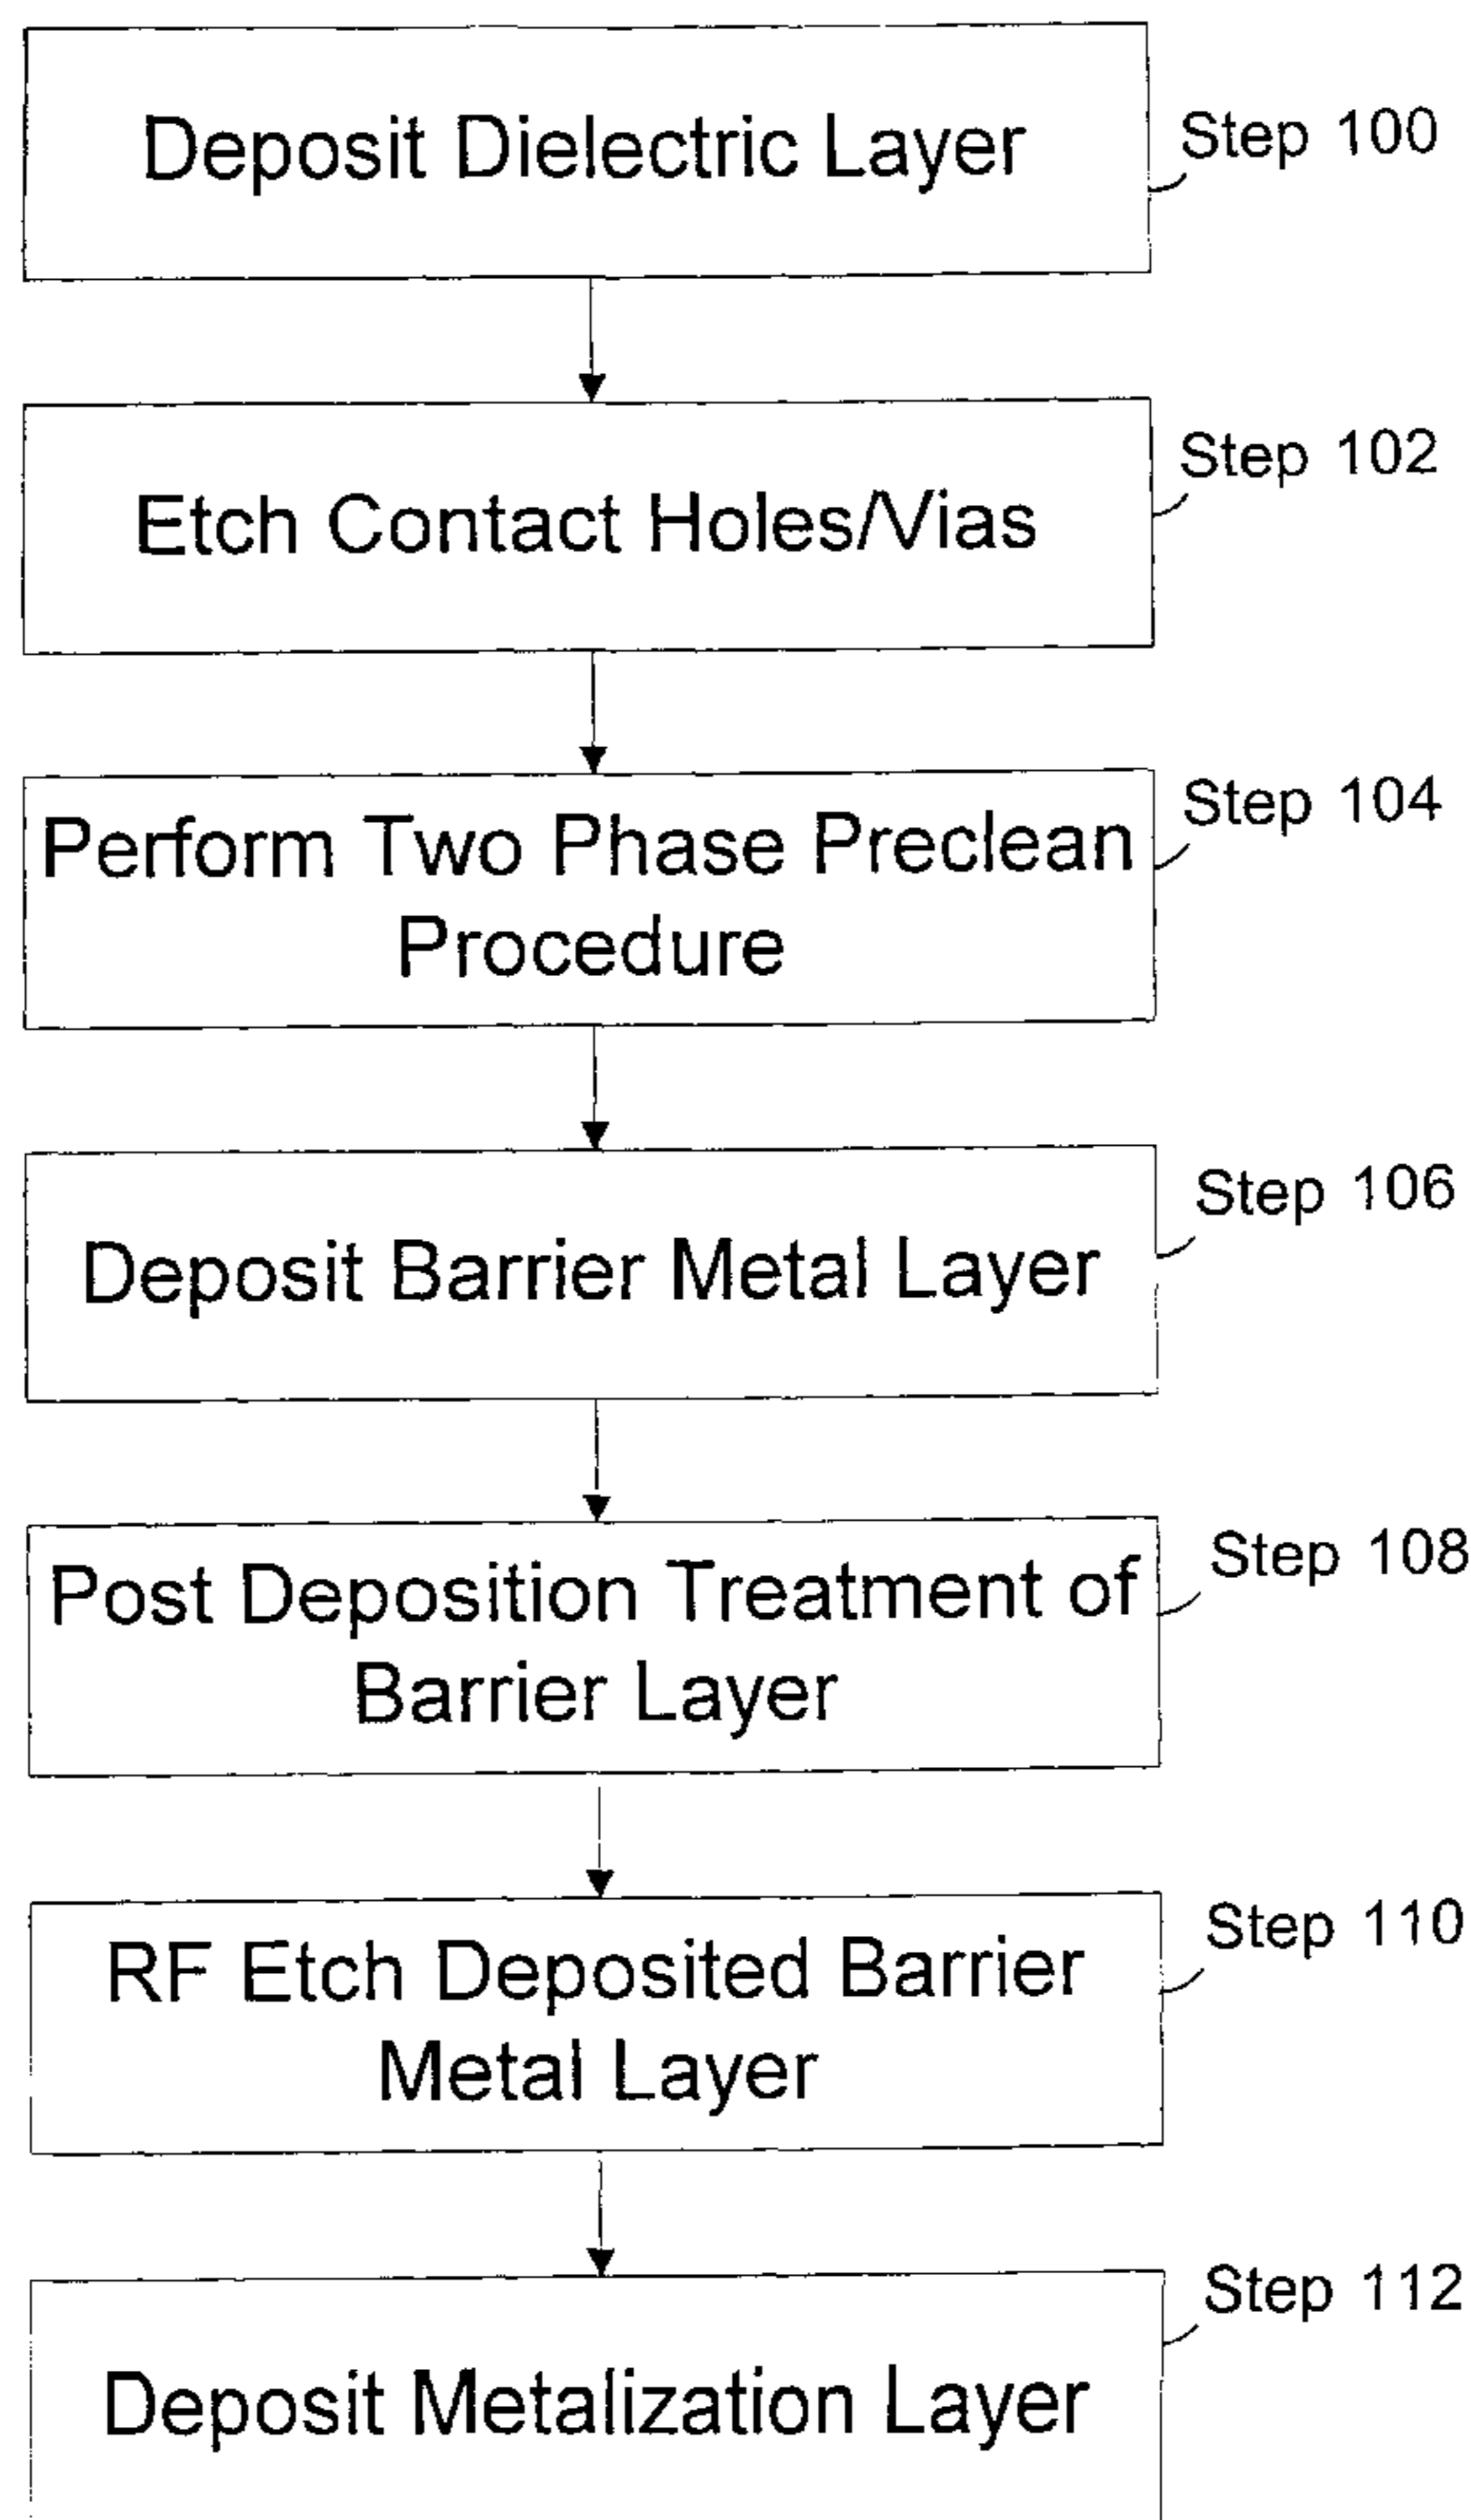 Deposit Dielectric Layer
Step 100
Etch Contact Holes/Vias
Step 102
Perform Two Phase Preclean
Procedure
Step 104
Deposit Barrier Metal Layer
Step 106
Post Deposition Treatment of
Barrier Layer
Step 108
RF Etch Deposited Barrier
Metal Layer
Step 110
Deposit Metalization Layer
Step 112